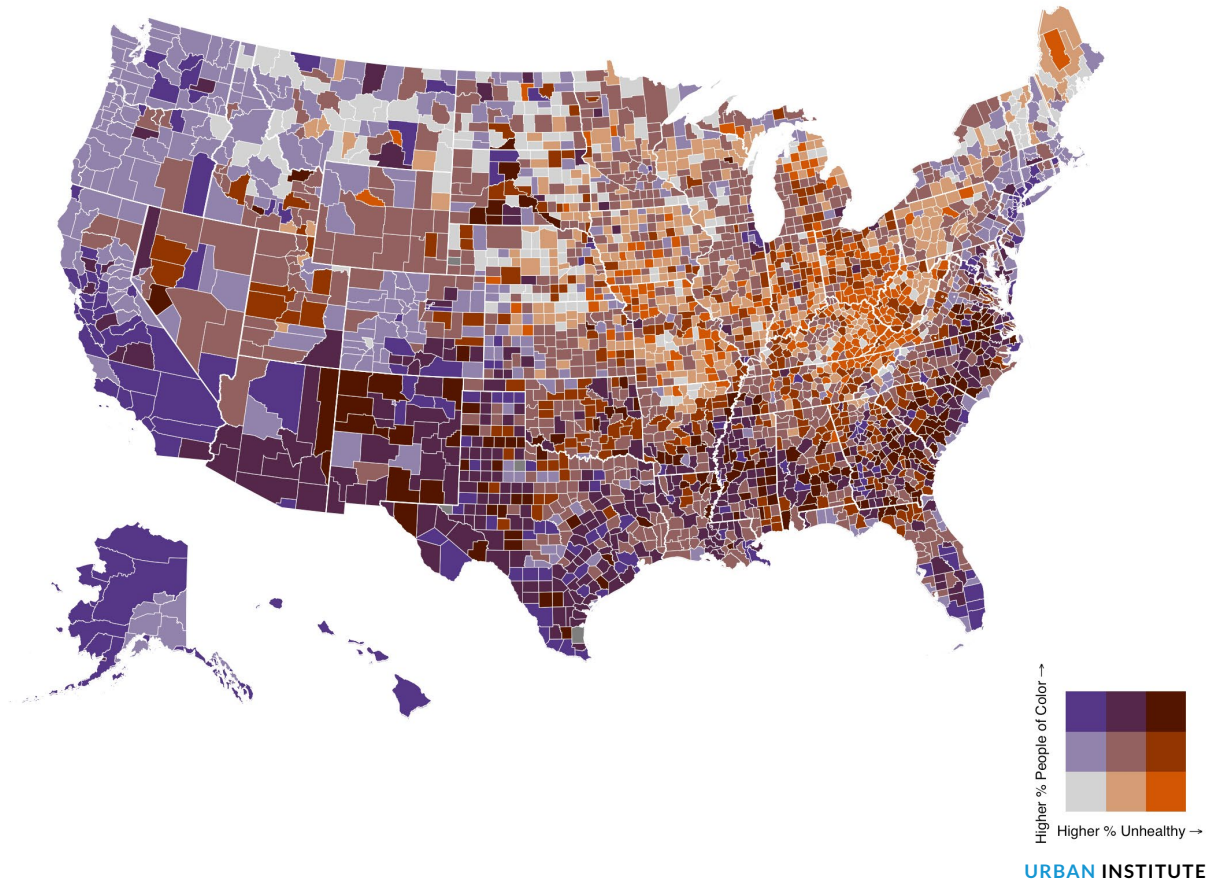 Higher % People of Color →
Higher % Unhealthy →
URBAN INSTITUTE